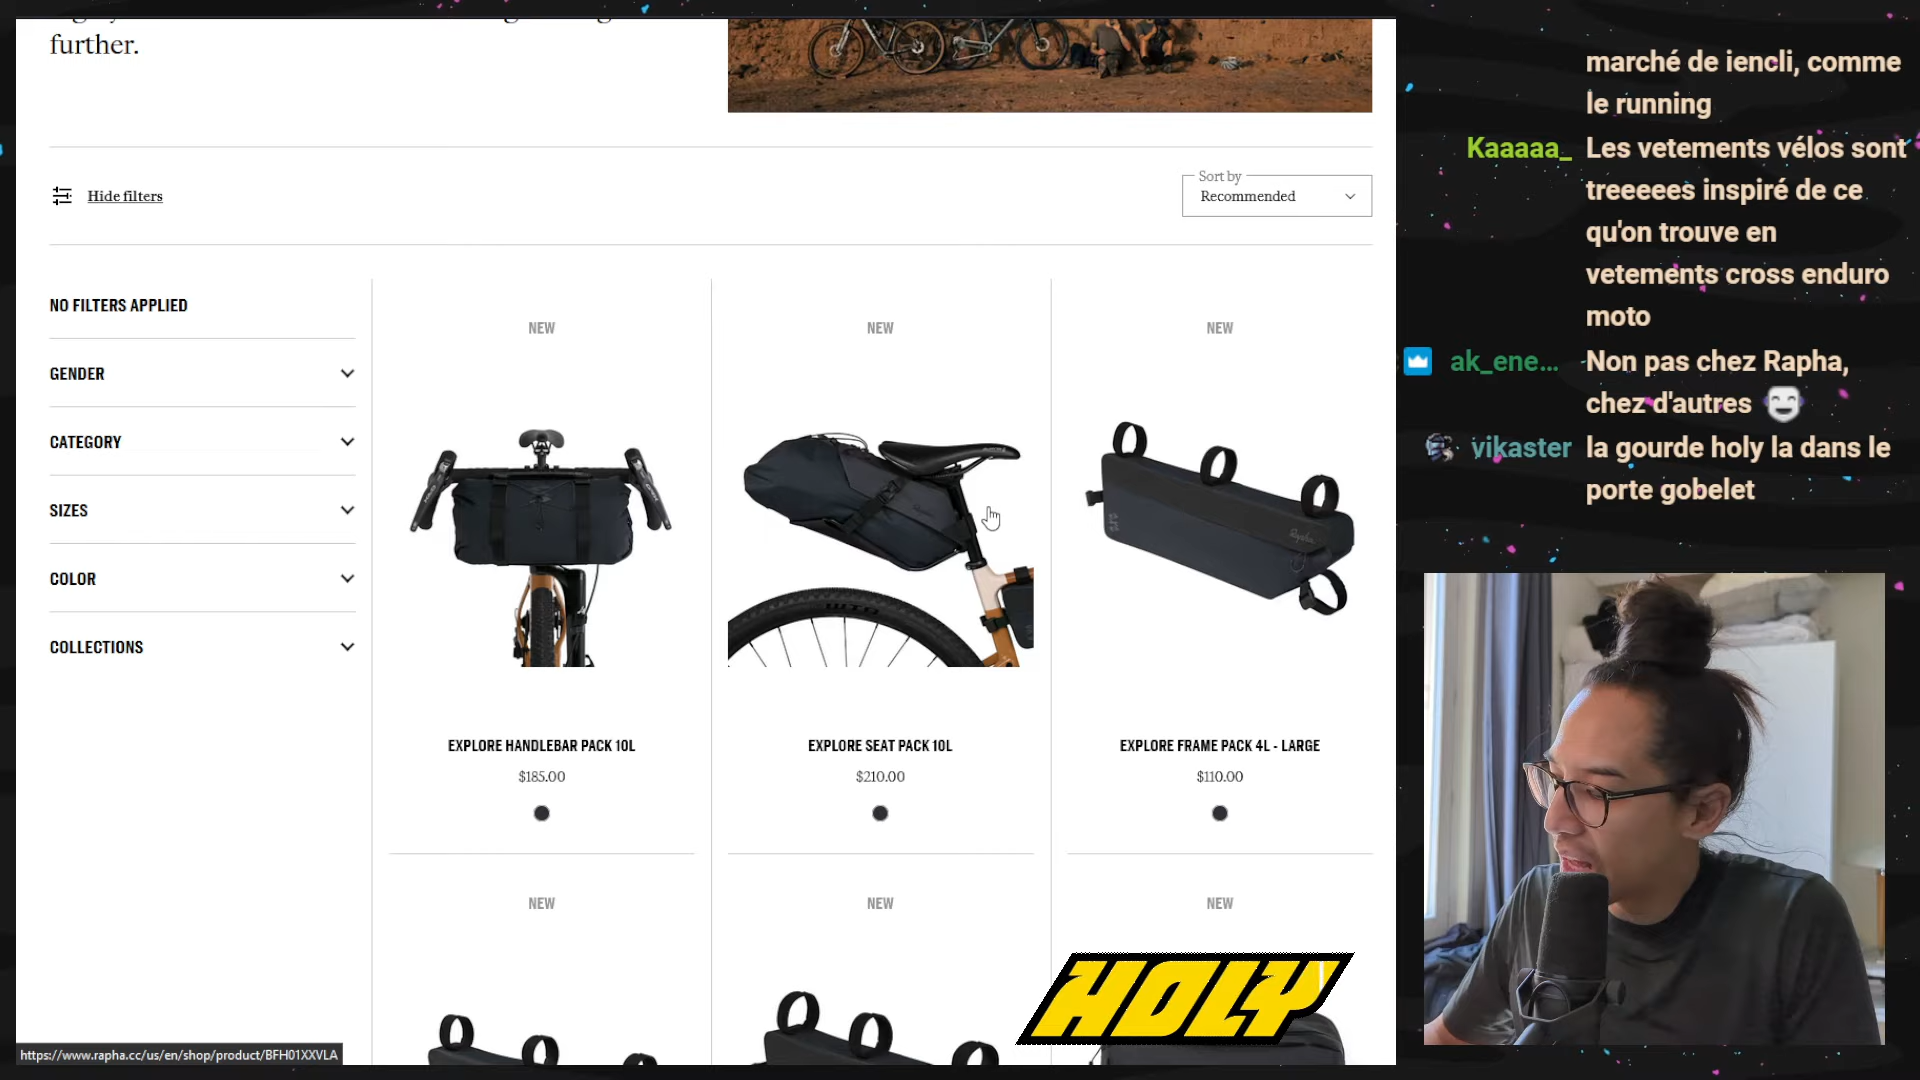 further.
Hide filters
Sort by
Recommended
NO FILTERS APPLIED
GENDER
CATEGORY
SIZES
COLOR
COLLECTIONS
NEW
NEW
NEW
EXPLORE HANDLEBAR PACK 10L
$185.00
EXPLORE SEAT PACK 10L
$210.00
EXPLORE FRAME PACK 4L - LARGE
$110.00
NEW
NEW
NEW
WTB
Rapha
HOLY
https://www.rapha.cc/us/en/shop/product/BFH01XXVLA
marché de iencli, comme
le running
Kaaaaa_ Les vetements vélos sont
treeeees inspiré de ce
qu'on trouve en
vetements cross enduro
moto
ak_ene... Non pas chez Rapha,
chez d'autres
vikaster la gourde holy la dans le
porte gobelet